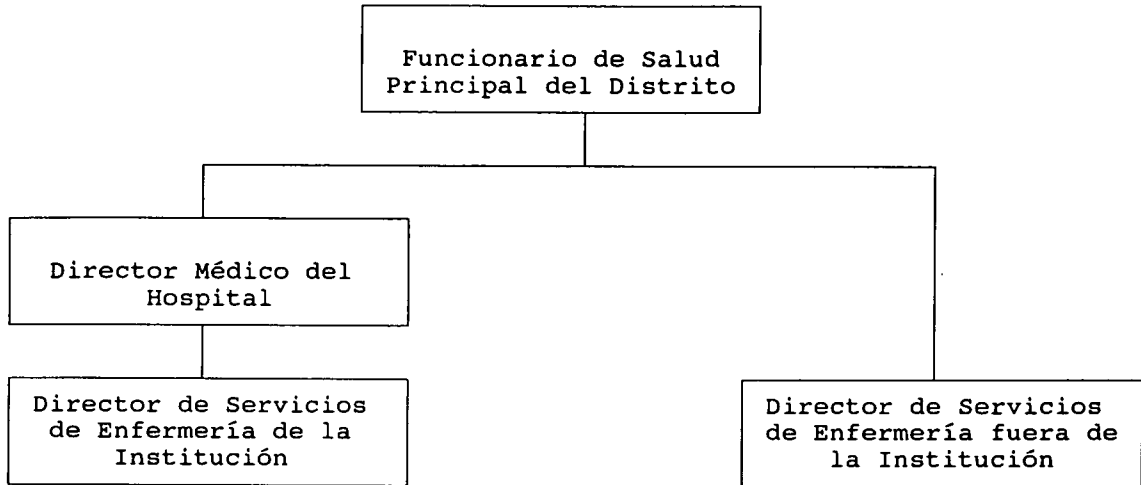 Funcionario de Salud
Principal del Distrito
Director Médico del
Hospital
Director de Servicios
de Enfermería de la
Institución
Director de Servicios
de Enfermería fuera de
la Institución